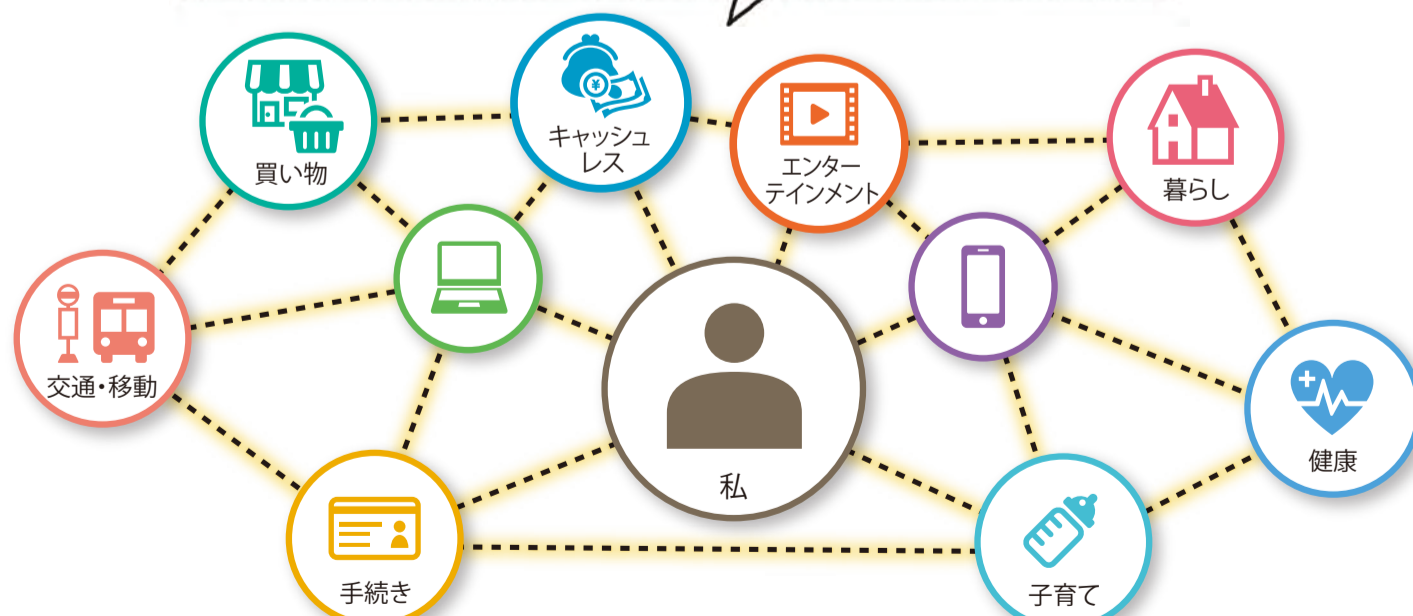 買い物
キャッシュ
レス
エンター
テインメント
暮らし
交通・移動
私
健康
手続き
子育て
¥